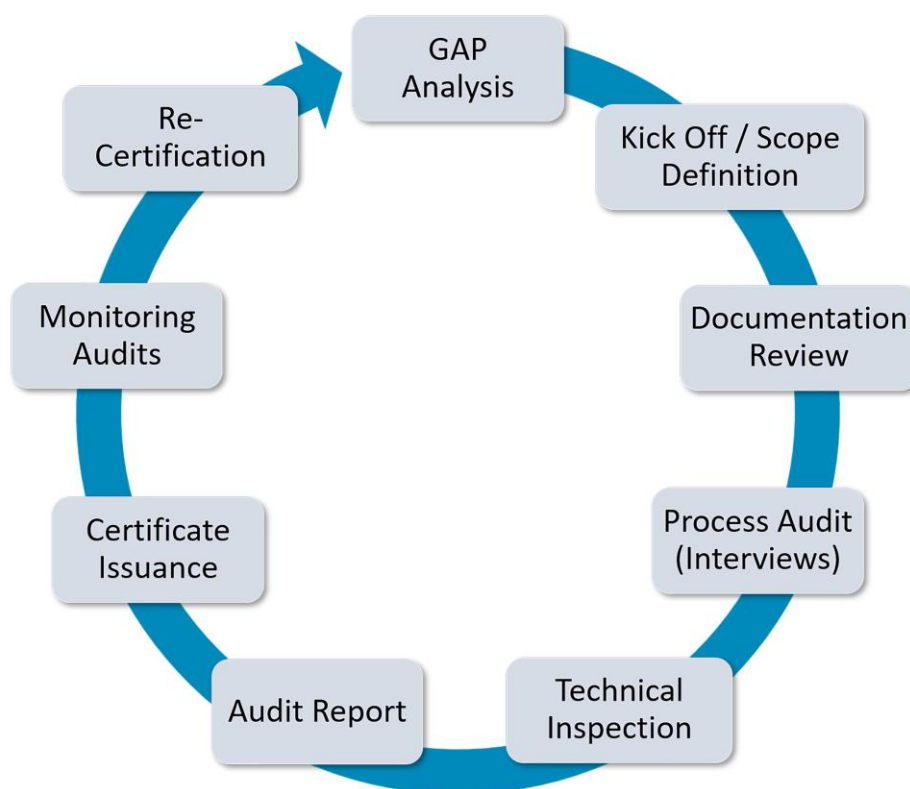 GAP
Analysis
Kick Off / Scope
Definition
Documentation
Review
Process Audit
(Interviews)
Technical
Inspection
Audit Report
Certificate
Issuance
Monitoring
Audits
Re-
Certification